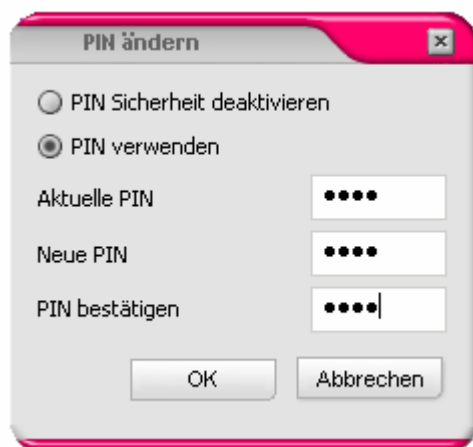 PIN ändern
PIN Sicherheit deaktivieren
PIN verwenden
Aktuelle PIN ••••
Neue PIN ••••
PIN bestätigen ••••
OK Abbrechen